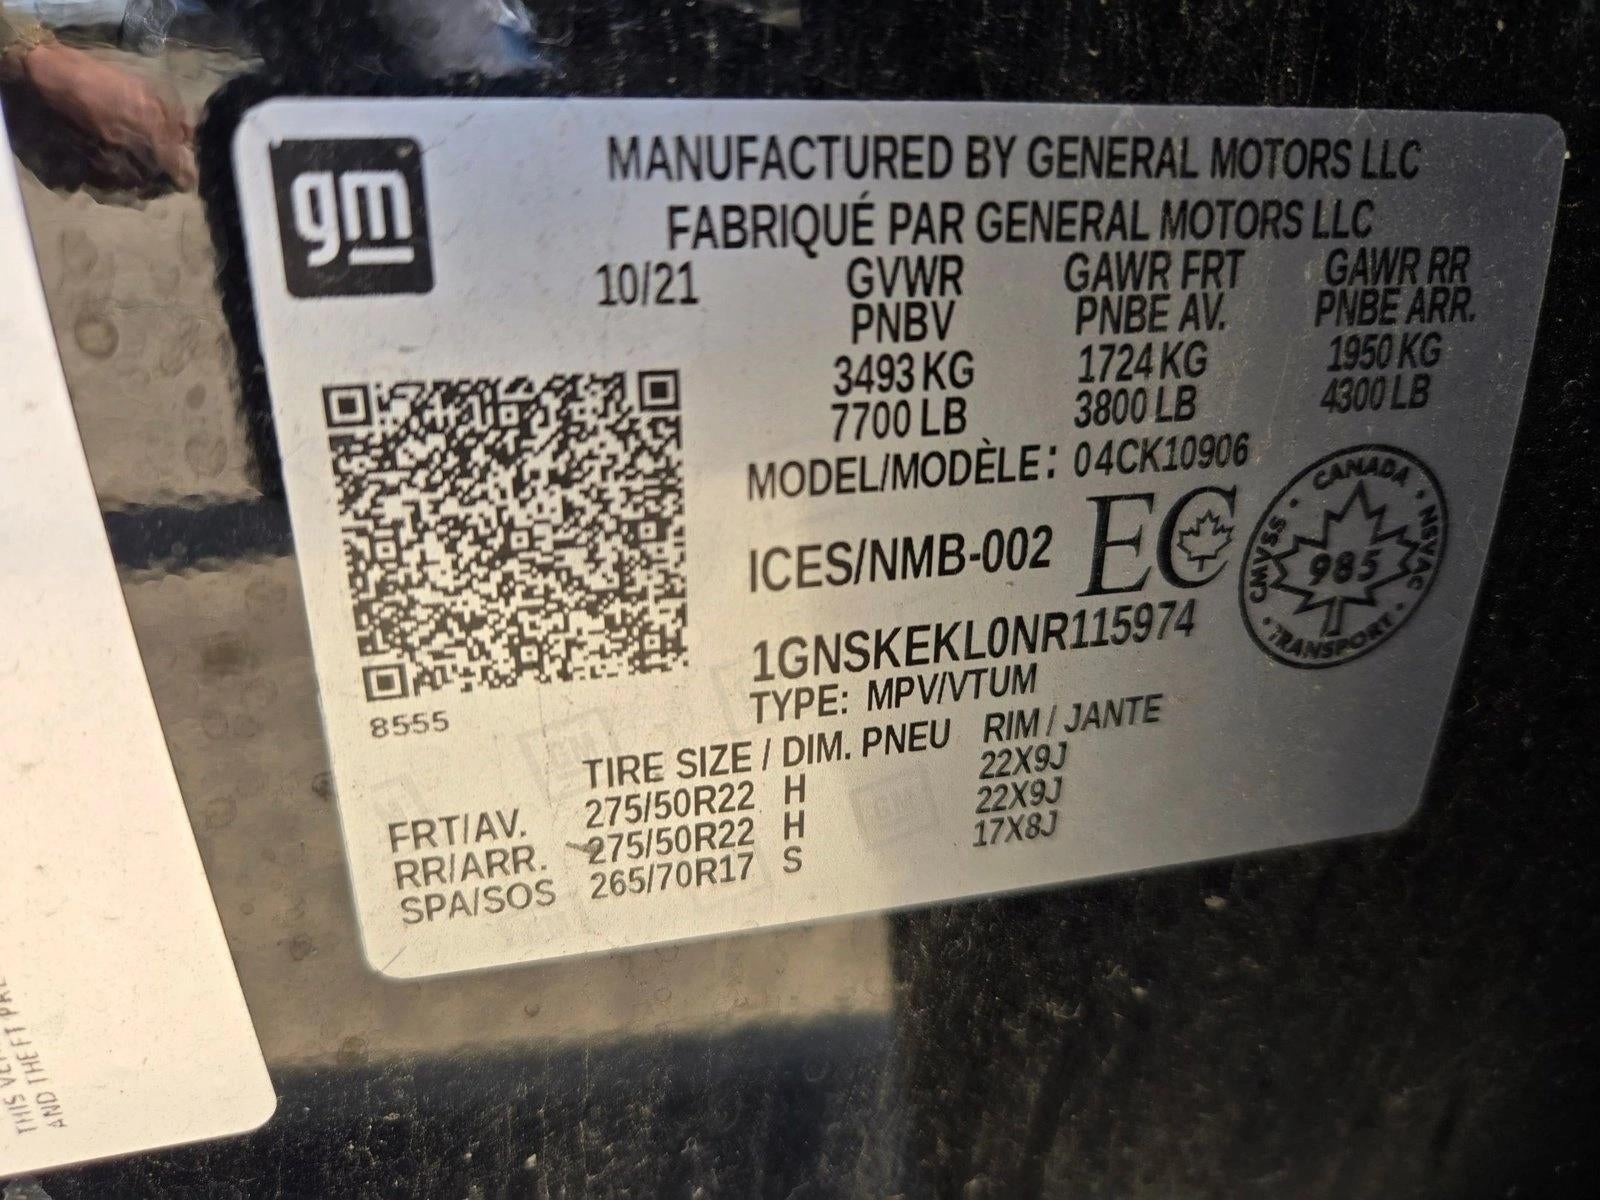 gm
MANUFACTURED BY GENERAL MOTORS LLC
FABRIQUÉ PAR GENERAL MOTORS LLC
10/21 GVWR GAWR FRT GAWR RR
PNBV PNBE AV. PNBE ARR.
3493 KG 1724 KG 1950 KG
7700 LB 3800 LB 4300 LB
MODEL/MODÈLE: 04CK10906
ICES/NMB-002 EC
CANADA
CMVSS 985 NSVAC
TRANSPORT
1GNSKEKL0NR115974
TYPE: MPV/VTUM
8555
TIRE SIZE / DIM. PNEU RIM / JANTE
FRT/AV. 275/50R22 H 22X9J
RR/ARR. 275/50R22 H 22X9J
SPA/SOS 265/70R17 S 17X8J
GM
GM